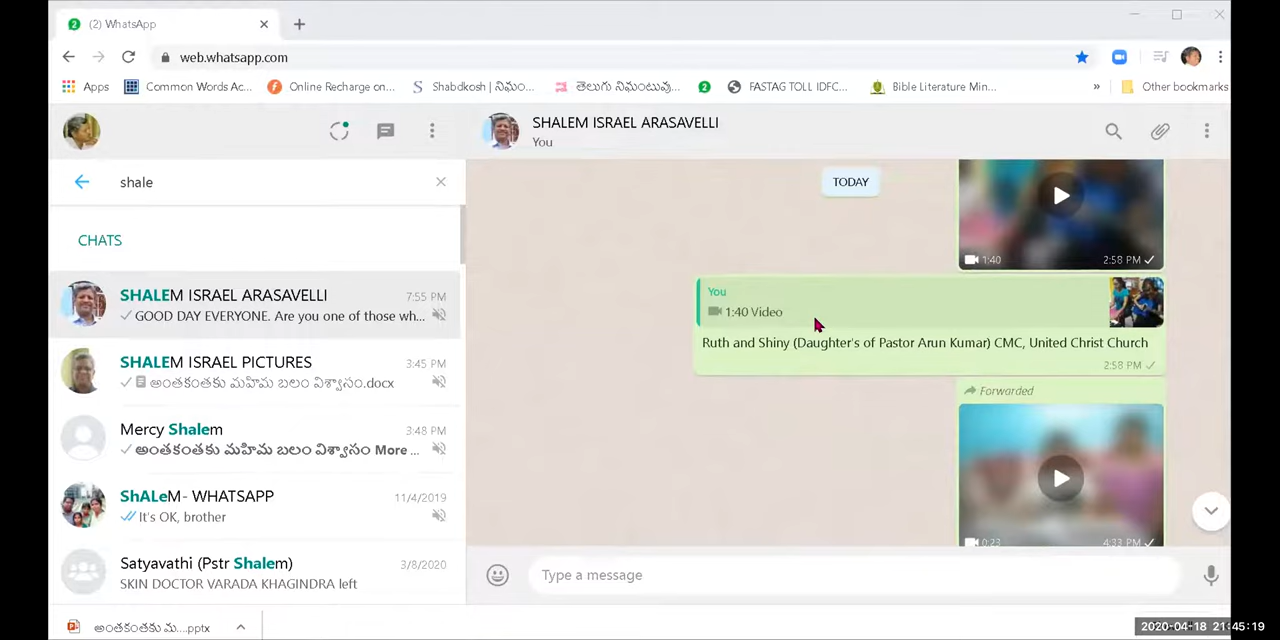 (2) WhatsApp
web.whatsapp.com
Apps
Common Words Ac...
Online Recharge on...
Shabdkosh | నిఘం...
తెలుగు నిఘంటువు...
2
FASTAG TOLL IDFC...
Bible Literature Min...
»
Other bookmarks
SHALEM ISRAEL ARASAVELLI
You
shale
CHATS
SHALEM ISRAEL ARASAVELLI
7:55 PM
GOOD DAY EVERYONE. Are you one of those wh...
SHALEM ISRAEL PICTURES
3:45 PM
అంతకంతకు మహిమ బలం విశ్వాసం.docx
Mercy Shalem
3:48 PM
అంతకంతకు మహిమ బలం విశ్వాసం More ...
ShALeM- WHATSAPP
11/4/2019
It's OK, brother
Satyavathi (Pstr Shalem)
3/8/2020
SKIN DOCTOR VARADA KHAGINDRA left
TODAY
1:40
2:58 PM
You
1:40 Video
Ruth and Shiny (Daughter's of Pastor Arun Kumar) CMC, United Christ Church
2:58 PM
Forwarded
0:23
4:33 PM
Type a message
అంతకంతకు మ....pptx
2020-04-18 21:45:19